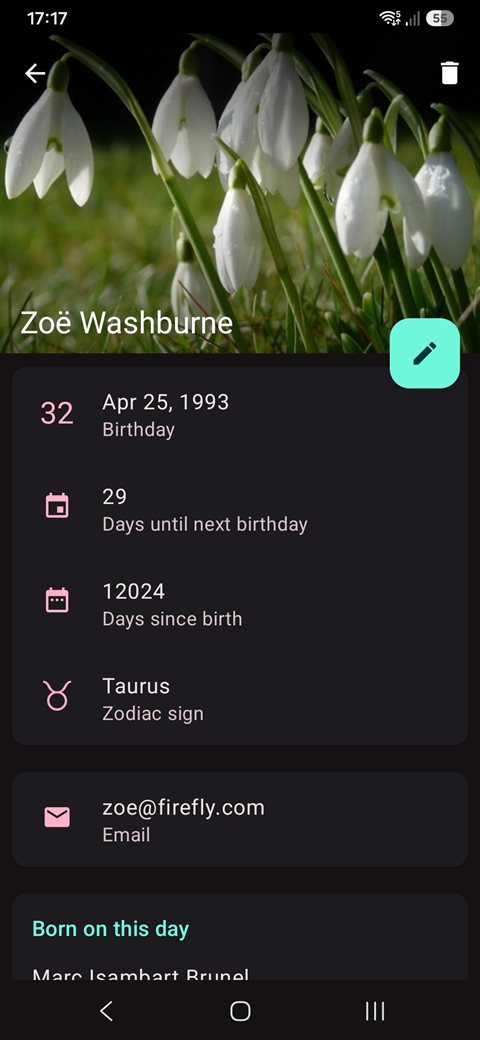 17:17
55
Zoë Washburne
32
Apr 25, 1993
Birthday
29
Days until next birthday
12024
Days since birth
Taurus
Zodiac sign
zoe@firefly.com
Email
Born on this day
Marc Isambart Brunel